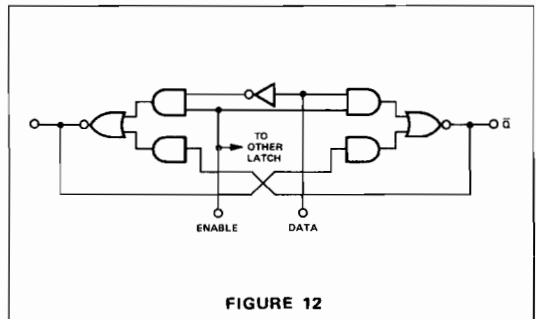 Q̅
TO
OTHER
LATCH
ENABLE
DATA
FIGURE 12